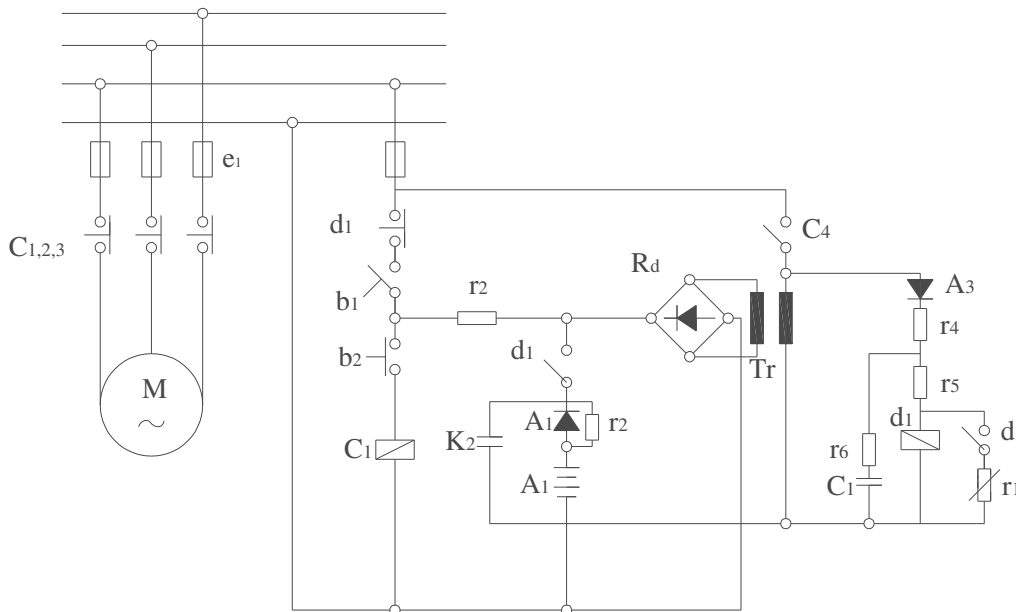 e1
d1
C1,2,3
C4
b1
r2
Rd
A3
r4
b2
d1
Tr
r5
M
A1
r2
d1
d
K2
C1
r6
A1
C1
r1